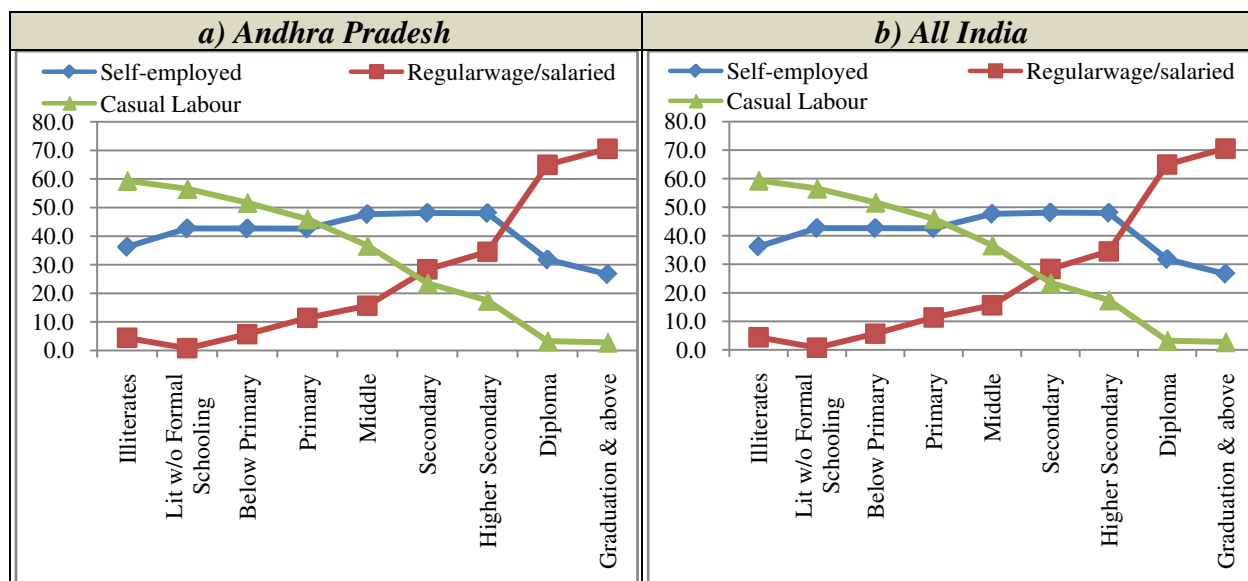 a) Andhra Pradesh
b) All India
Self-employed
Regularwage/salaried
Casual Labour
80.0
70.0
60.0
50.0
40.0
30.0
20.0
10.0
0.0
Illiterates
Lit w/o Formal
Schooling
Below Primary
Primary
Middle
Secondary
Higher Secondary
Diploma
Graduation & above
Self-employed
Regularwage/salaried
Casual Labour
80.0
70.0
60.0
50.0
40.0
30.0
20.0
10.0
0.0
Illiterates
Lit w/o Formal
Schooling
Below Primary
Primary
Middle
Secondary
Higher Secondary
Diploma
Graduation & above